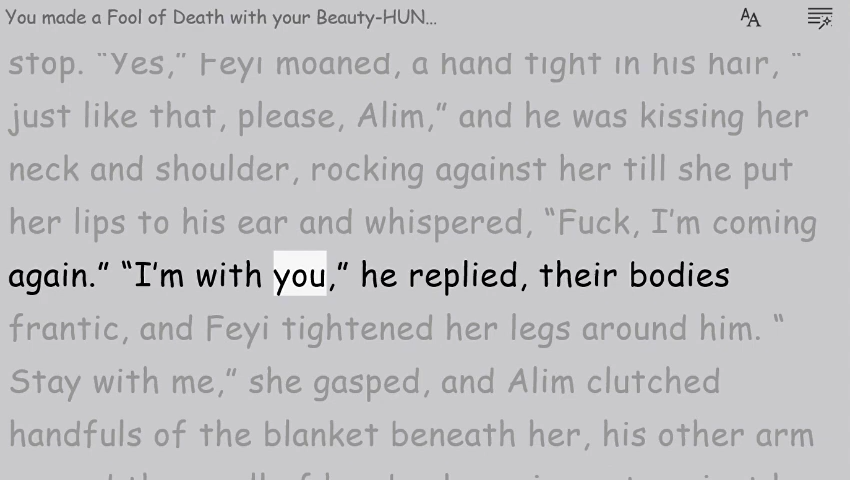 You made a Fool of Death with your Beauty-HUN...
AA
stop. “Yes,” Feyi moaned, a hand tight in his hair, “
just like that, please, Alim,” and he was kissing her
neck and shoulder, rocking against her till she put
her lips to his ear and whispered, “Fuck, I’m coming
again.” “I’m with you,” he replied, their bodies
frantic, and Feyi tightened her legs around him. “
Stay with me,” she gasped, and Alim clutched
handfuls of the blanket beneath her, his other arm